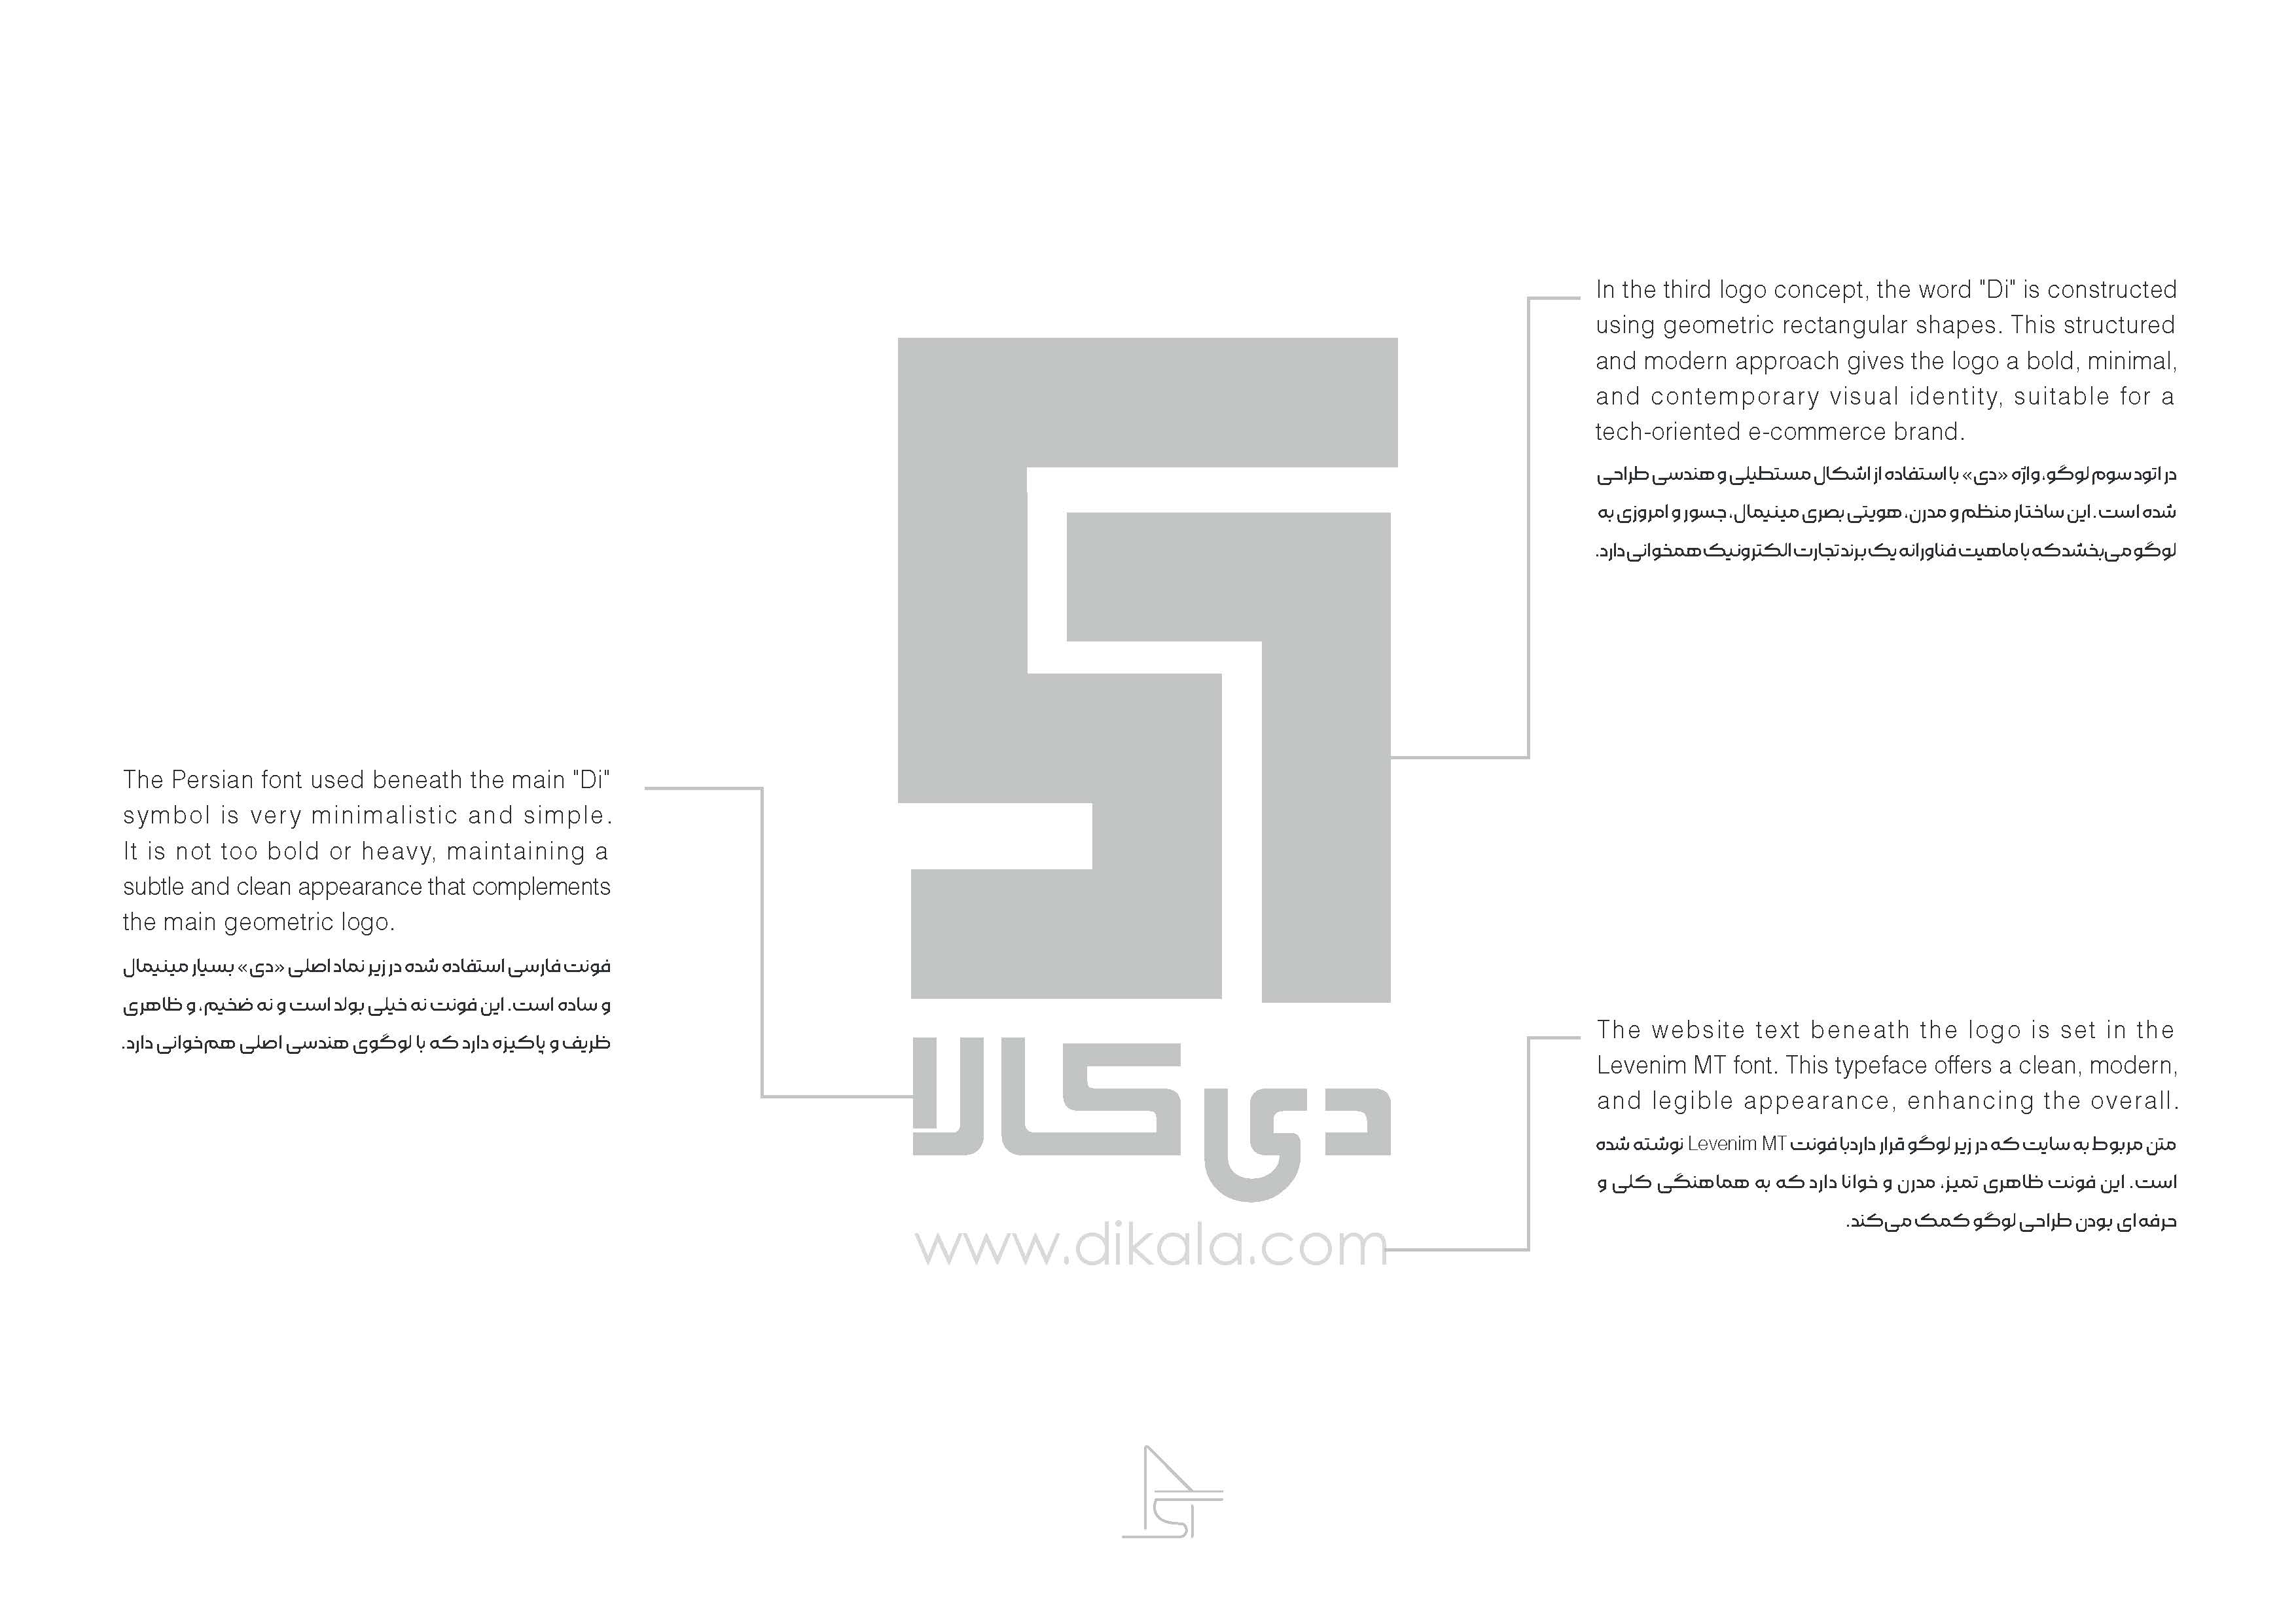 In the third logo concept, the word "Di" is constructed
using geometric rectangular shapes. This structured
and modern approach gives the logo a bold, minimal,
and contemporary visual identity, suitable for a
tech-oriented e-commerce brand.
در اتود سوم لوگو، واژه «دی» با استفاده از اشکال مستطیلی و هندسی طراحی
شده است. این ساختار منظم و مدرن، هویتی بصری مینیمال، جسور و امروزی به
لوگو می‌بخشد که با ماهیت فناورانه یک برند تجارت الکترونیک همخوانی دارد.
The Persian font used beneath the main "Di"
symbol is very minimalistic and simple.
It is not too bold or heavy, maintaining a
subtle and clean appearance that complements
the main geometric logo.
فونت فارسی استفاده شده در زیر نماد اصلی «دی» بسیار مینیمال
و ساده است. این فونت نه خیلی بولد است و نه ضخیم، و ظاهری
ظریف و پاکیزه دارد که با لوگوی هندسی اصلی هم‌خوانی دارد.
دی
دی کالا
www.dikala.com
The website text beneath the logo is set in the
Levenim MT font. This typeface offers a clean, modern,
and legible appearance, enhancing the overall.
متن مربوط به سایت که در زیر لوگو قرار داردبا فونت Levenim MT نوشته شده
است. این فونت ظاهری تمیز، مدرن و خوانا دارد که به هماهنگی کلی و
حرفه‌ای بودن طراحی لوگو کمک می‌کند.